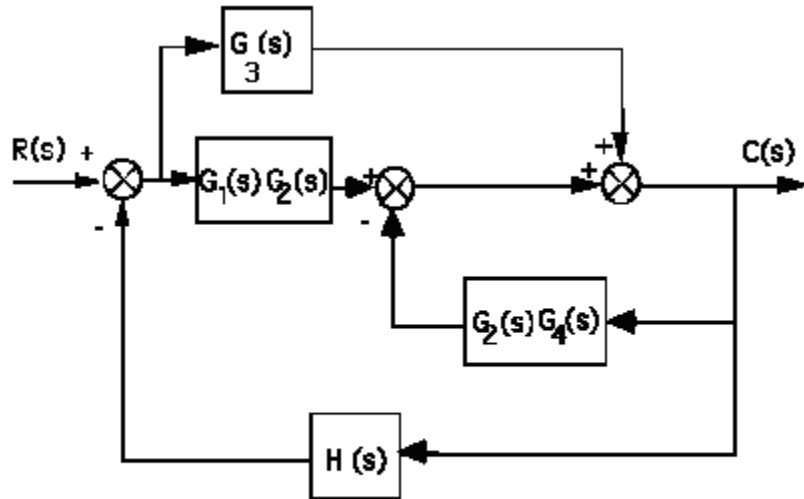 G (s)
3
+
R(s) +
C(s)
G1(s) G2(s)
+
+
-
-
G2(s)G4(s)
H (s)